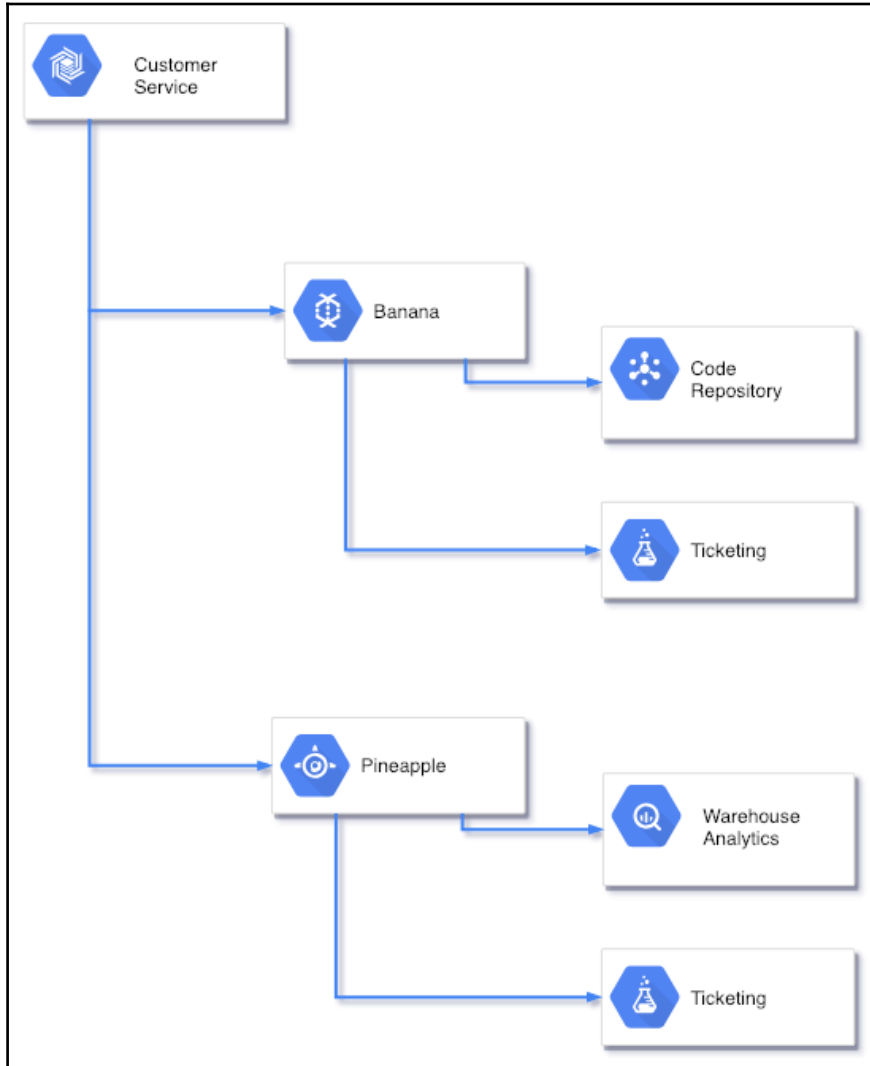 Customer
Service
Banana
Code
Repository
Ticketing
Pineapple
Warehouse
Analytics
Ticketing